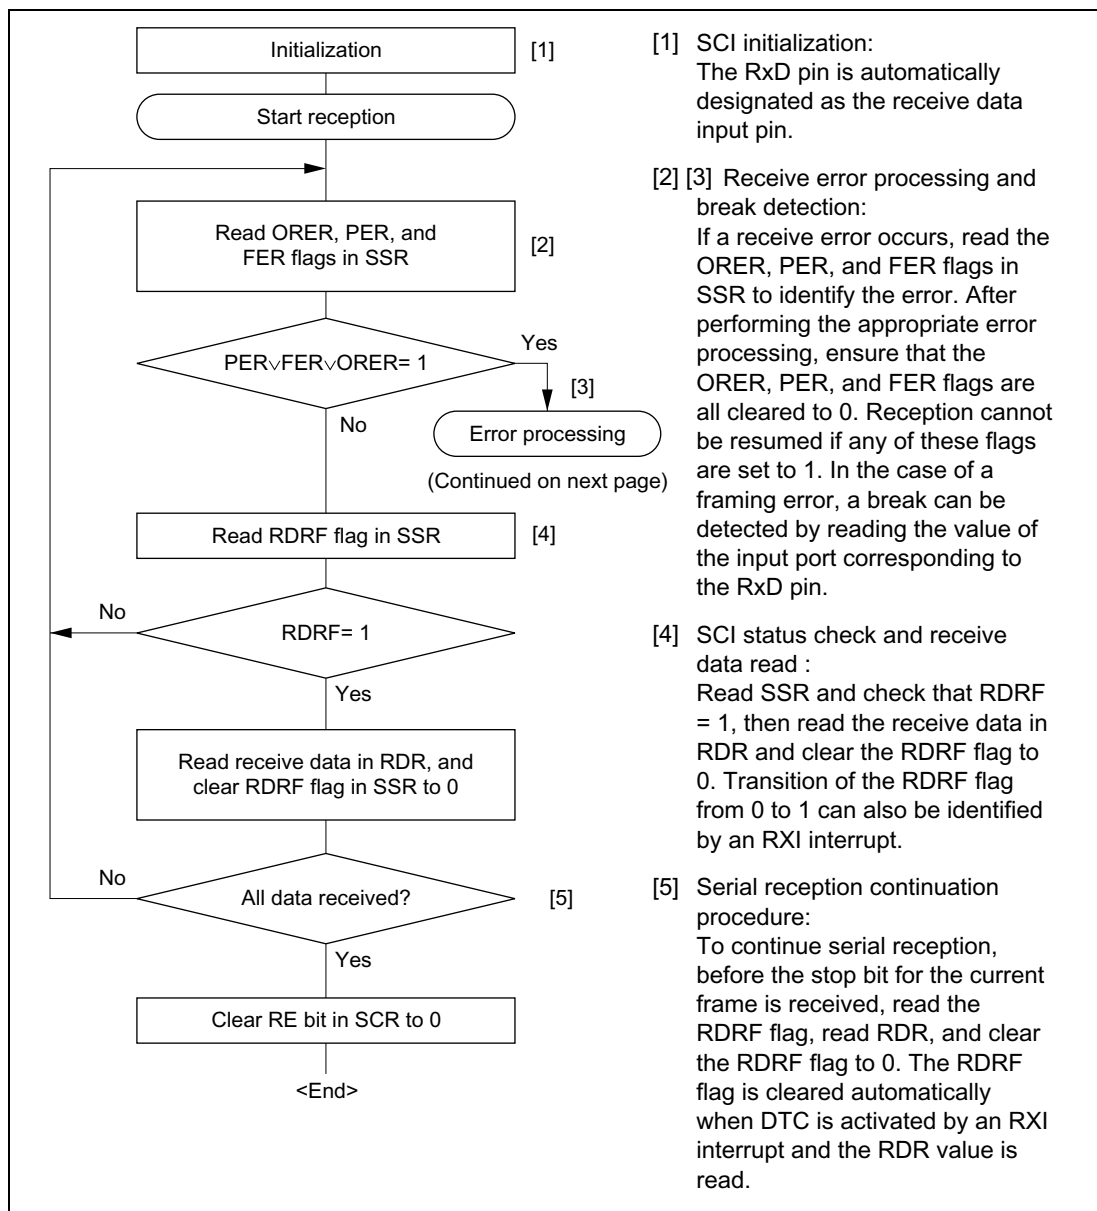 Initialization
[1]
Start reception
Read ORER, PER, and
FER flags in SSR
[2]
PER∨FER∨ORER= 1
Yes
[3]
No
Error processing
(Continued on next page)
Read RDRF flag in SSR
[4]
No
RDRF= 1
Yes
Read receive data in RDR, and
clear RDRF flag in SSR to 0
No
All data received?
[5]
Yes
Clear RE bit in SCR to 0
<End>
[1] SCI initialization:
The RxD pin is automatically
designated as the receive data
input pin.
[2] [3] Receive error processing and
break detection:
If a receive error occurs, read the
ORER, PER, and FER flags in
SSR to identify the error. After
performing the appropriate error
processing, ensure that the
ORER, PER, and FER flags are
all cleared to 0. Reception cannot
be resumed if any of these flags
are set to 1. In the case of a
framing error, a break can be
detected by reading the value of
the input port corresponding to
the RxD pin.
[4] SCI status check and receive
data read :
Read SSR and check that RDRF
= 1, then read the receive data in
RDR and clear the RDRF flag to
0. Transition of the RDRF flag
from 0 to 1 can also be identified
by an RXI interrupt.
[5] Serial reception continuation
procedure:
To continue serial reception,
before the stop bit for the current
frame is received, read the
RDRF flag, read RDR, and clear
the RDRF flag to 0. The RDRF
flag is cleared automatically
when DTC is activated by an RXI
interrupt and the RDR value is
read.